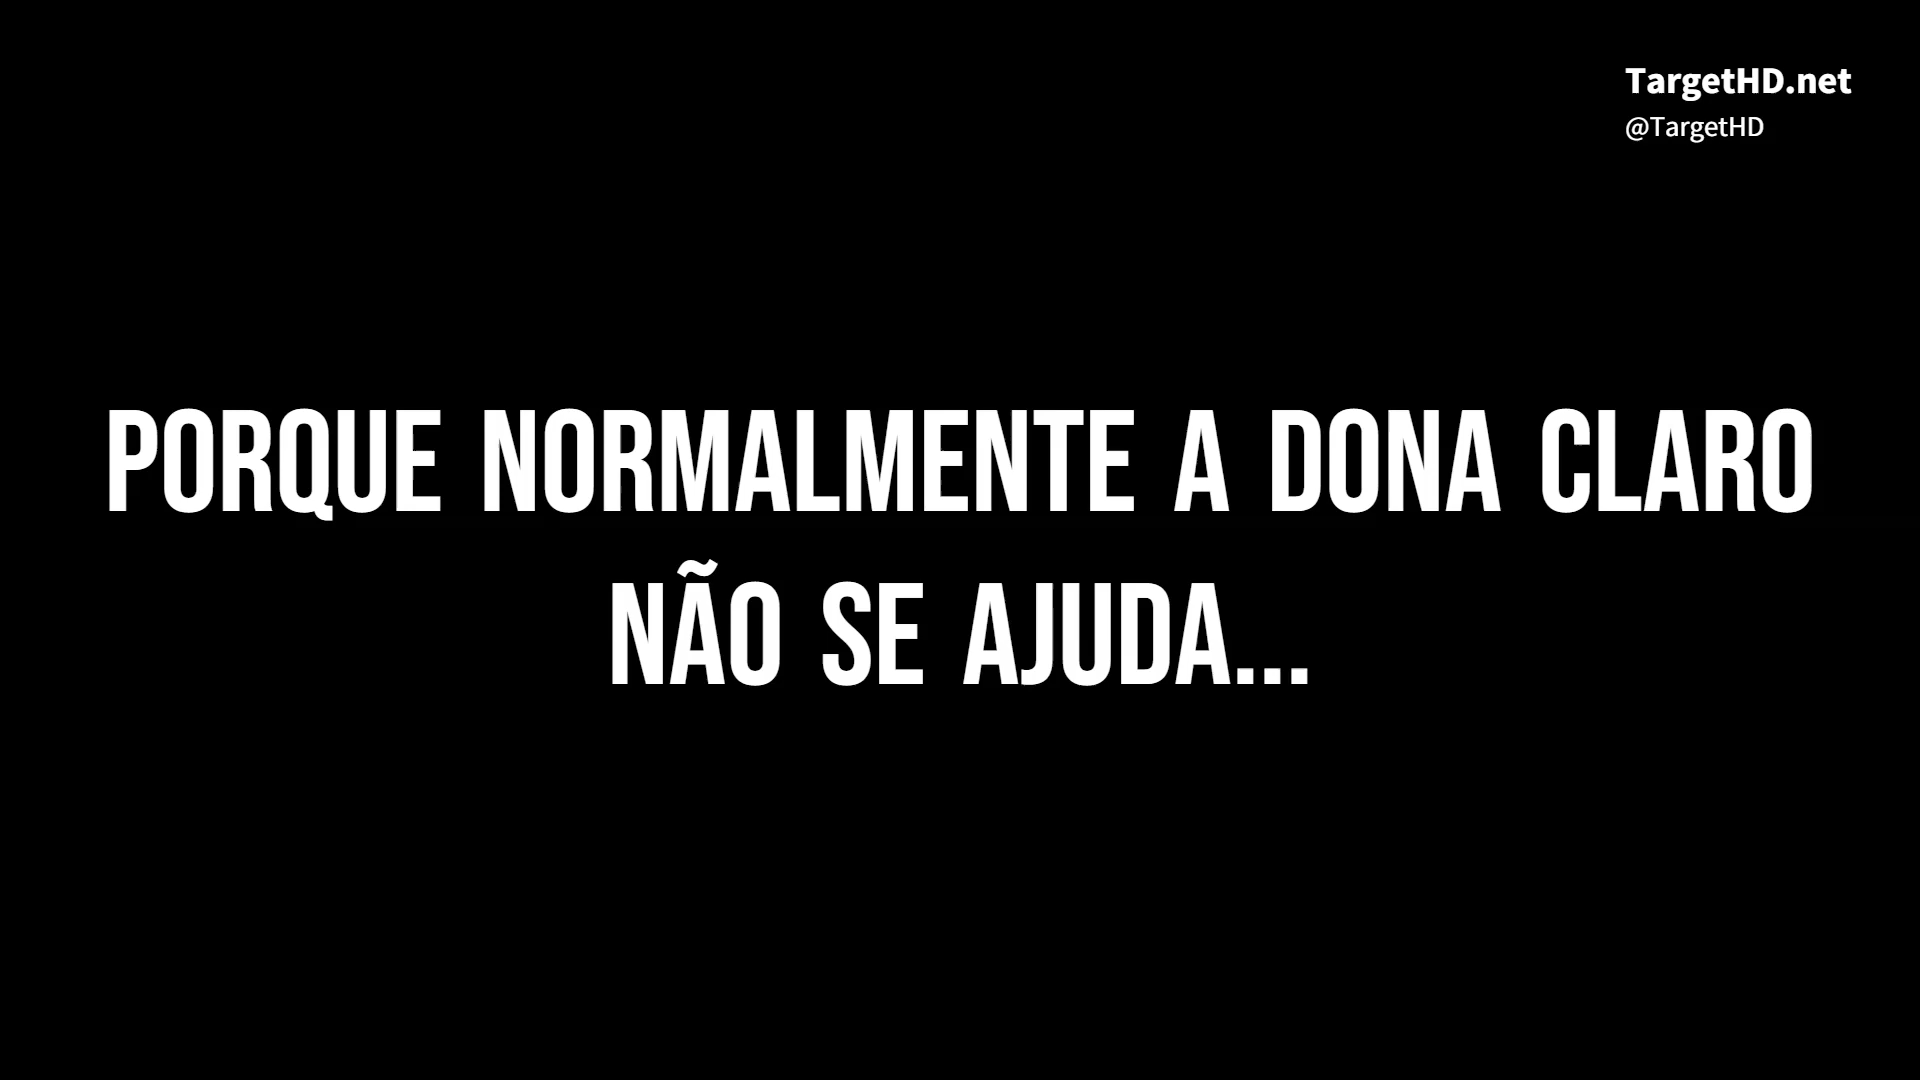 TargetHD.net
@TargetHD
PORQUE NORMALMENTE A DONA CLARO
NÃO SE AJUDA...